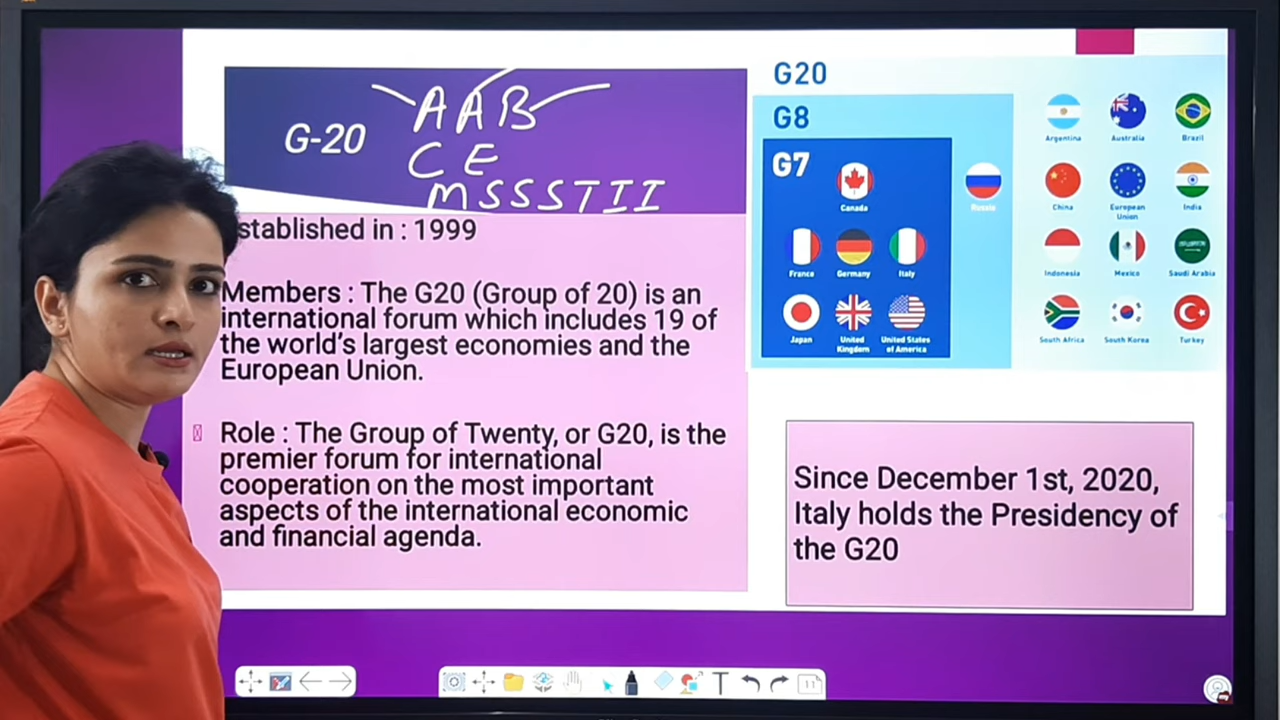 G-20
A A B
C E
M S S S T I I
stablished in : 1999
Members : The G20 (Group of 20) is an
international forum which includes 19 of
the world's largest economies and the
European Union.
Role : The Group of Twenty, or G20, is the
premier forum for international
cooperation on the most important
aspects of the international economic
and financial agenda.
G20
G8
G7
Canada
France Germany Italy
Japan United Kingdom United States of America
Russia
Argentina Australia Brazil
China European Union India
Indonesia Mexico Saudi Arabia
South Africa South Korea Turkey
Since December 1st, 2020,
Italy holds the Presidency of
the G20
T
11